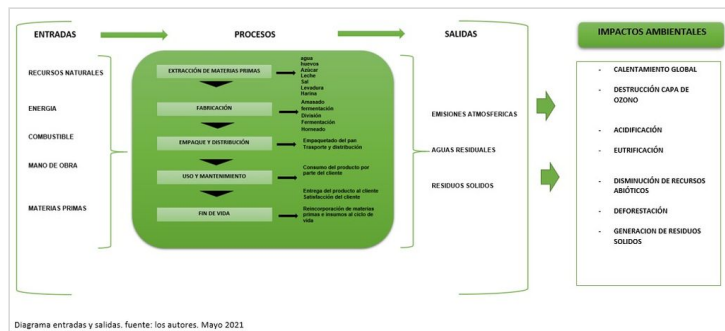 ENTRADAS
PROCESOS
SALIDAS
IMPACTOS AMBIENTALES
RECURSOS NATURALES
ENERGIA
COMBUSTIBLE
MANO DE OBRA
MATERIAS PRIMAS
EXTRACCIÓN DE MATERIAS PRIMAS
agua
huevos
Azúcar
Leche
Sal
Levadura
Harina
FABRICACIÓN
Amasado
fermentación
División
Fermentación
Horneado
EMPAQUE Y DISTRIBUCIÓN
Empaquetado del pan
Trasporte y distribución
USO Y MANTENIMIENTO
Consumo del producto por
parte del cliente
Entrega del producto al cliente
Satisfacción del cliente
FIN DE VIDA
Reincorporación de materias
primas e insumos al ciclo de
vida
EMISIONES ATMOSFERICAS
AGUAS RESIDUALES
RESIDUOS SOLIDOS
- CALENTAMIENTO GLOBAL
- DESTRUCCIÓN CAPA DE
OZONO
- ACIDIFICACIÓN
- EUTRIFICACIÓN
- DISMINUCIÓN DE RECURSOS
ABIÓTICOS
- DEFORESTACIÓN
- GENERACION DE RESIDUOS
SOLIDOS
Diagrama entradas y salidas. fuente: los autores. Mayo 2021